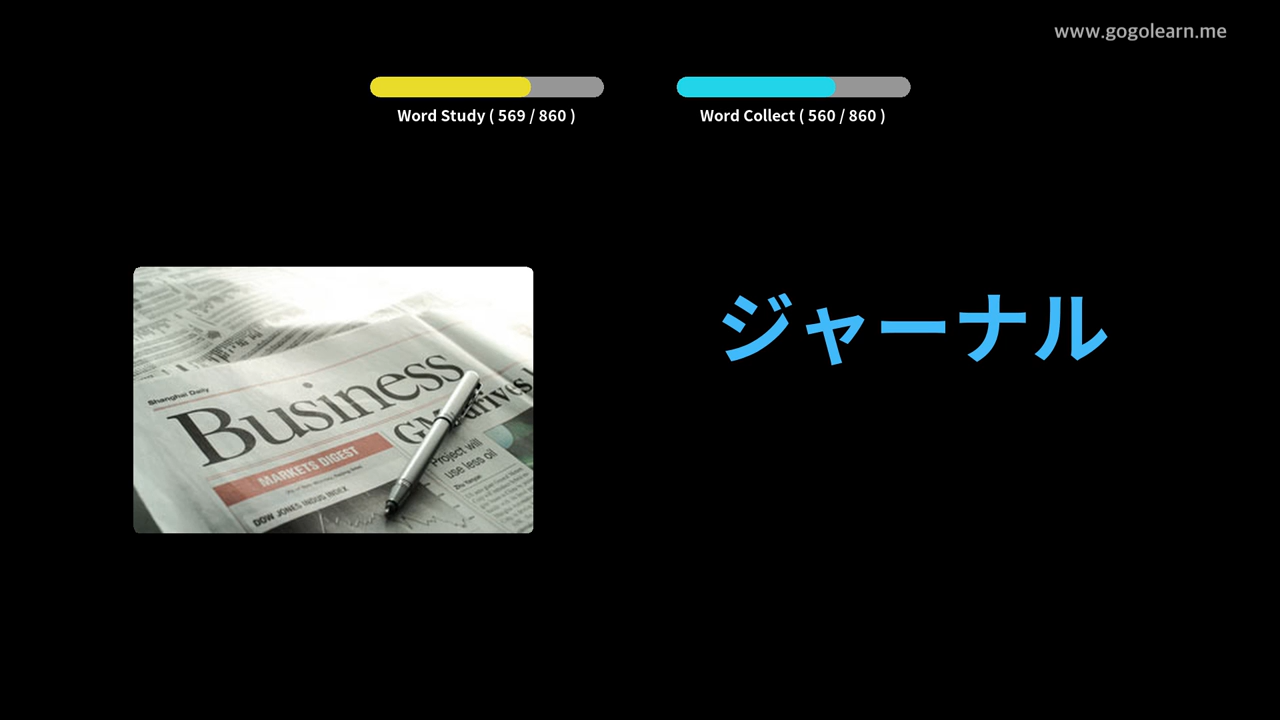 www.gogolearn.me
Word Study ( 569 / 860 )
Word Collect ( 560 / 860 )
ジャーナル
Shanghai Daily
Business
GM drives
MARKETS DIGEST
Project will
use less oil
DOW JONES INDUS INDEX